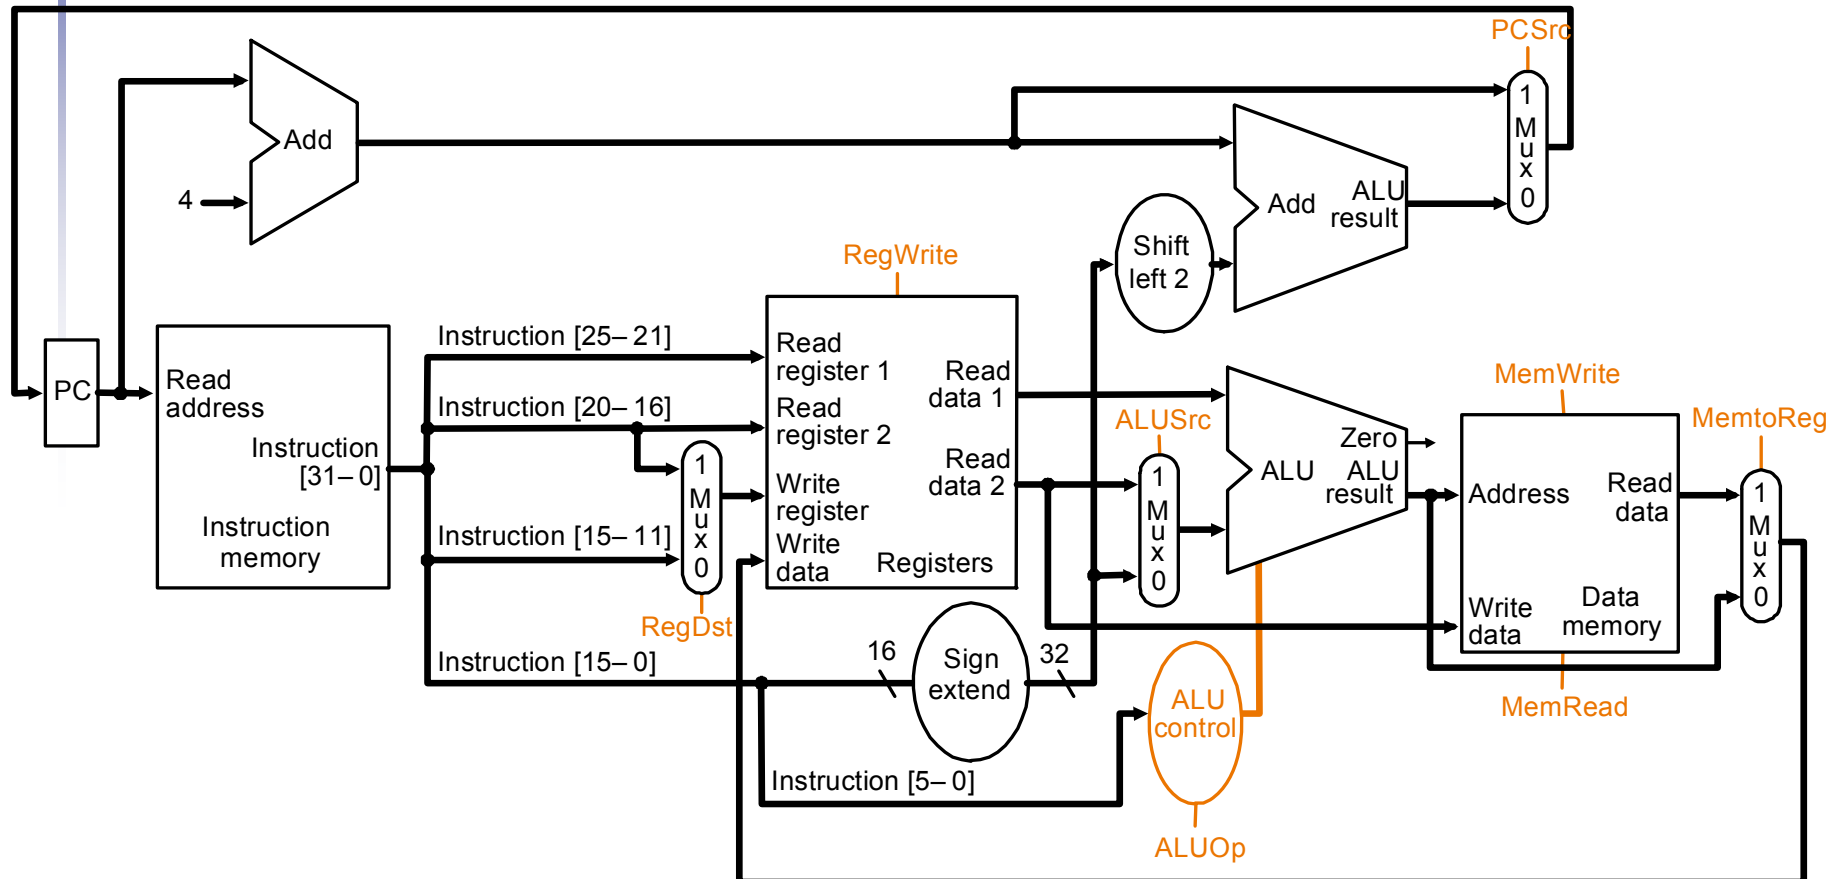 PCSrc
1
M
u
x
0
Add
4
Add
ALU
result
Shift
left 2
RegWrite
PC
Read
address
Instruction
[31–0]
Instruction
memory
Instruction [25–21]
Instruction [20–16]
1
M
u
x
0
Instruction [15–11]
RegDst
Instruction [15–0]
Read
register 1
Read
register 2
Write
register
Write
data
Read
data 1
Read
data 2
Registers
16
Sign
extend
32
Instruction [5–0]
ALUSrc
1
M
u
x
0
Zero
ALU
ALU
result
ALU
control
ALUOp
MemWrite
Address
Read
data
Write
data
Data
memory
MemRead
MemtoReg
1
M
u
x
0